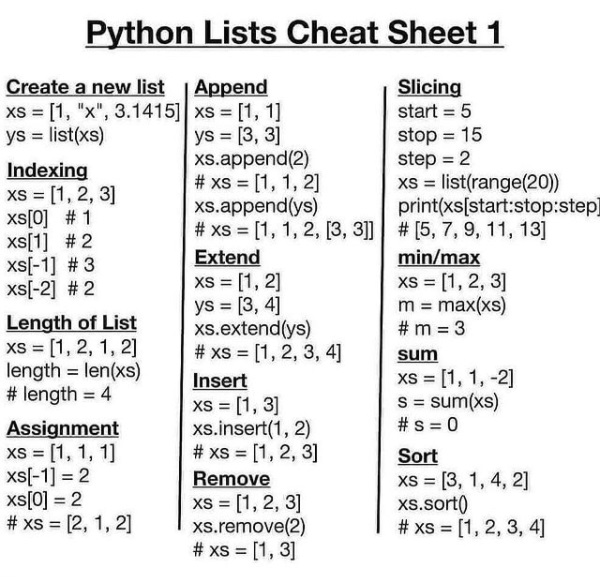 Python Lists Cheat Sheet 1
Create a new list
xs = [1, "x", 3.1415]
ys = list(xs)
Indexing
xs = [1, 2, 3]
xs[0] # 1
xs[1] # 2
xs[-1] # 3
xs[-2] # 2
Length of List
xs = [1, 2, 1, 2]
length = len(xs)
# length = 4
Assignment
xs = [1, 1, 1]
xs[-1] = 2
xs[0] = 2
# xs = [2, 1, 2]
Append
xs = [1, 1]
ys = [3, 3]
xs.append(2)
# xs = [1, 1, 2]
xs.append(ys)
# xs = [1, 1, 2, [3, 3]]
Extend
xs = [1, 2]
ys = [3, 4]
xs.extend(ys)
# xs = [1, 2, 3, 4]
Insert
xs = [1, 3]
xs.insert(1, 2)
# xs = [1, 2, 3]
Remove
xs = [1, 2, 3]
xs.remove(2)
# xs = [1, 3]
Slicing
start = 5
stop = 15
step = 2
xs = list(range(20))
print(xs[start:stop:step]
# [5, 7, 9, 11, 13]
min/max
xs = [1, 2, 3]
m = max(xs)
# m = 3
sum
xs = [1, 1, -2]
s = sum(xs)
# s = 0
Sort
xs = [3, 1, 4, 2]
xs.sort()
# xs = [1, 2, 3, 4]